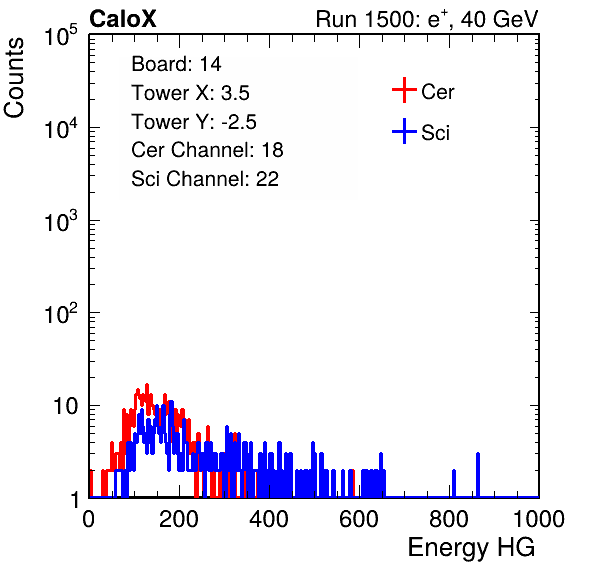 CaloX Run 1500: e⁺, 40 GeV
Counts
10⁵
10⁴
10³
10²
10
1
Board: 14
Tower X: 3.5
Tower Y: -2.5
Cer Channel: 18
Sci Channel: 22
Cer
Sci
0 200 400 600 800 1000
Energy HG